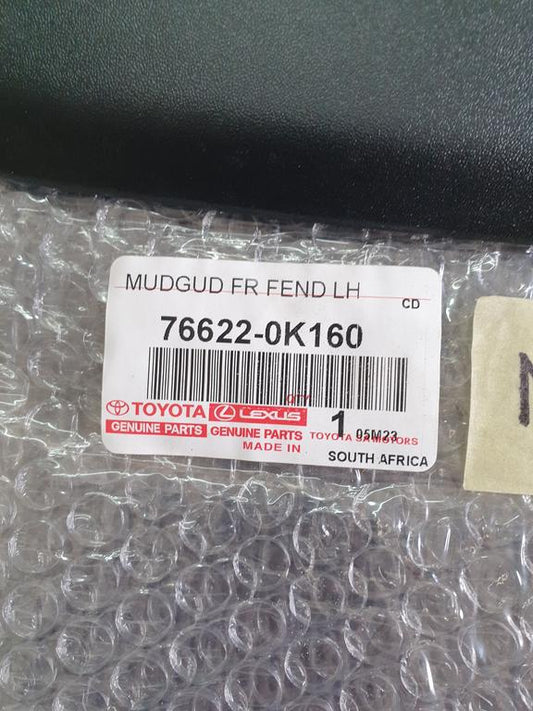 MUDGUD FR FEND LH
CD
76622-0K160
QTY
TOYOTA LEXUS 1 05M23
GENUINE PARTS GENUINE PARTS TOYOTA SA MOTORS
MADE IN SOUTH AFRICA